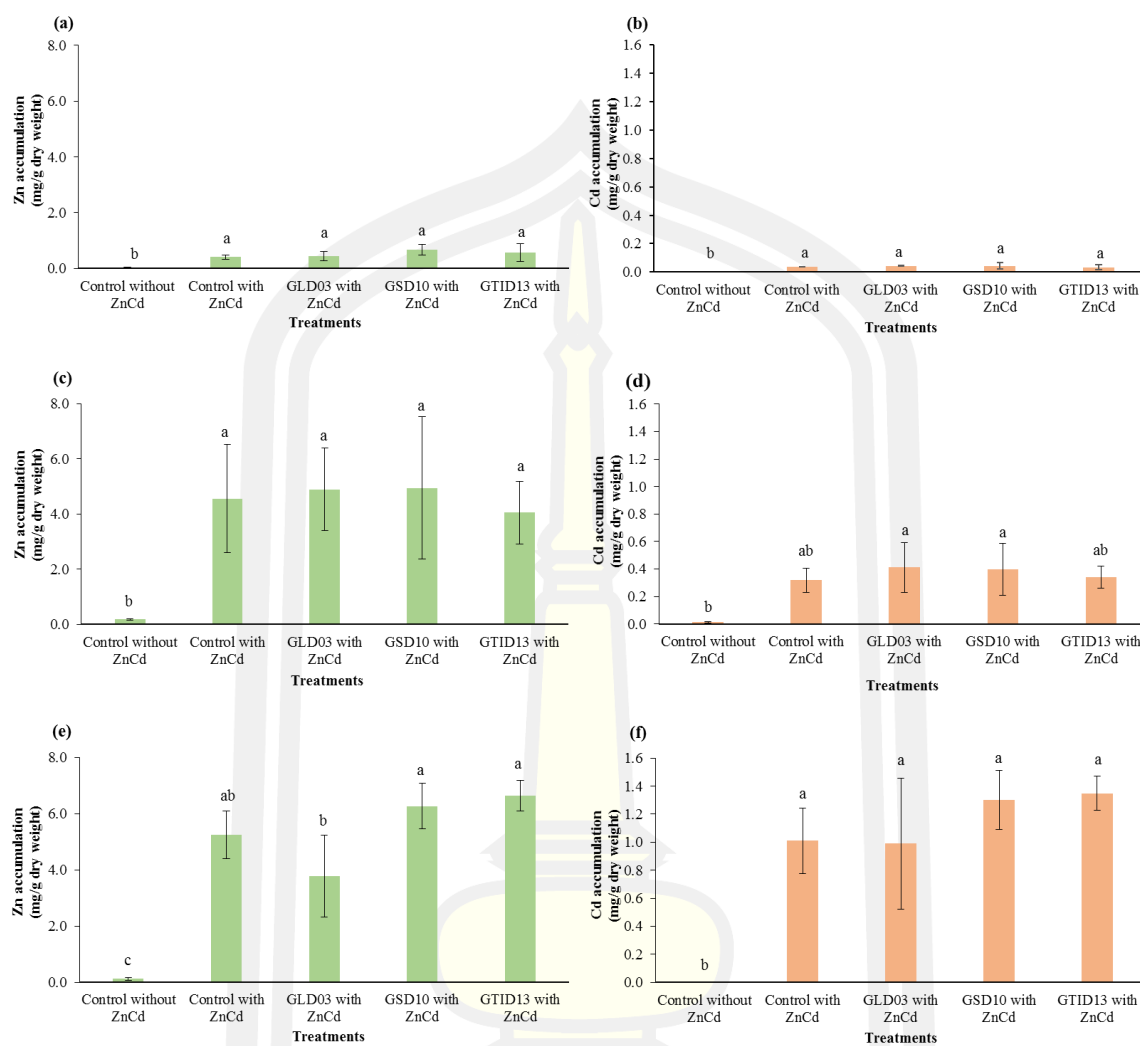 (a)
Zn accumulation
(mg/g dry weight)
8.0
6.0
4.0
2.0
0.0
b
a
a
a
a
Control without ZnCd
Control with ZnCd
GLD03 with ZnCd
GSD10 with ZnCd
GTID13 with ZnCd
Treatments
(b)
Cd accumulation
(mg/g dry weight)
1.6
1.4
1.2
1.0
0.8
0.6
0.4
0.2
0.0
b
a
a
a
a
Control without ZnCd
Control with ZnCd
GLD03 with ZnCd
GSD10 with ZnCd
GTID13 with ZnCd
Treatments
(c)
Zn accumulation
(mg/g dry weight)
8.0
6.0
4.0
2.0
0.0
b
a
a
a
a
Control without ZnCd
Control with ZnCd
GLD03 with ZnCd
GSD10 with ZnCd
GTID13 with ZnCd
Treatments
(d)
Cd accumulation
(mg/g dry weight)
1.6
1.4
1.2
1.0
0.8
0.6
0.4
0.2
0.0
b
ab
a
a
ab
Control without ZnCd
Control with ZnCd
GLD03 with ZnCd
GSD10 with ZnCd
GTID13 with ZnCd
Treatments
(e)
Zn accumulation
(mg/g dry weight)
8.0
6.0
4.0
2.0
0.0
c
ab
b
a
a
Control without ZnCd
Control with ZnCd
GLD03 with ZnCd
GSD10 with ZnCd
GTID13 with ZnCd
Treatments
(f)
Cd accumulation
(mg/g dry weight)
1.6
1.4
1.2
1.0
0.8
0.6
0.4
0.2
0.0
b
a
a
a
a
Control without ZnCd
Control with ZnCd
GLD03 with ZnCd
GSD10 with ZnCd
GTID13 with ZnCd
Treatments